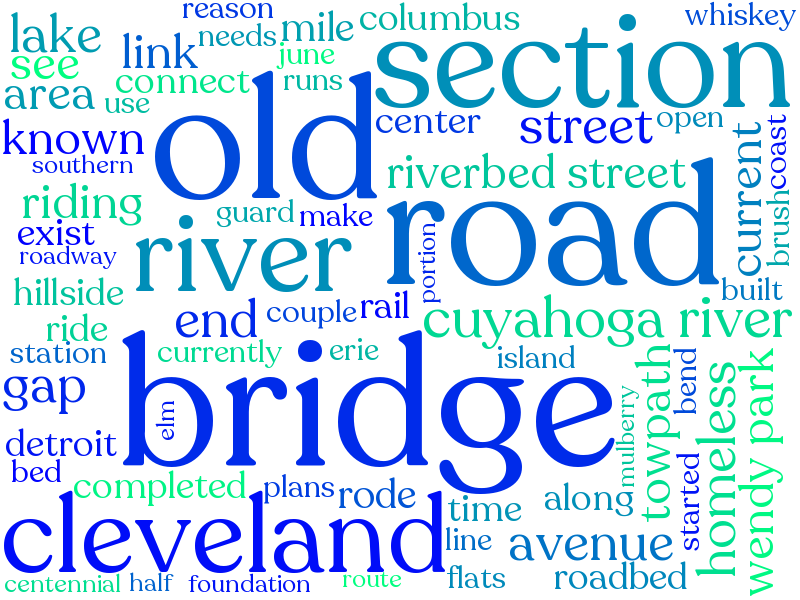 reason
columbus
whiskey
lake
mile
section
link
needs
june
see
connect
runs
area
use
old
center
street
open
known
southern
riverbed street
road
current
coast
brush
riding
guard
make
exist
river
roadway
portion
hillside
couple
rail
built
ride
end
cuyahoga river
station
currently
erie
island
gap
bridge
elm
mulberry
towpath
bend
homeless
wendy park
detroit
bed
completed
plans
rode
time
along
started
cleveland
line
avenue
centennial
half
foundation
route
flats
roadbed